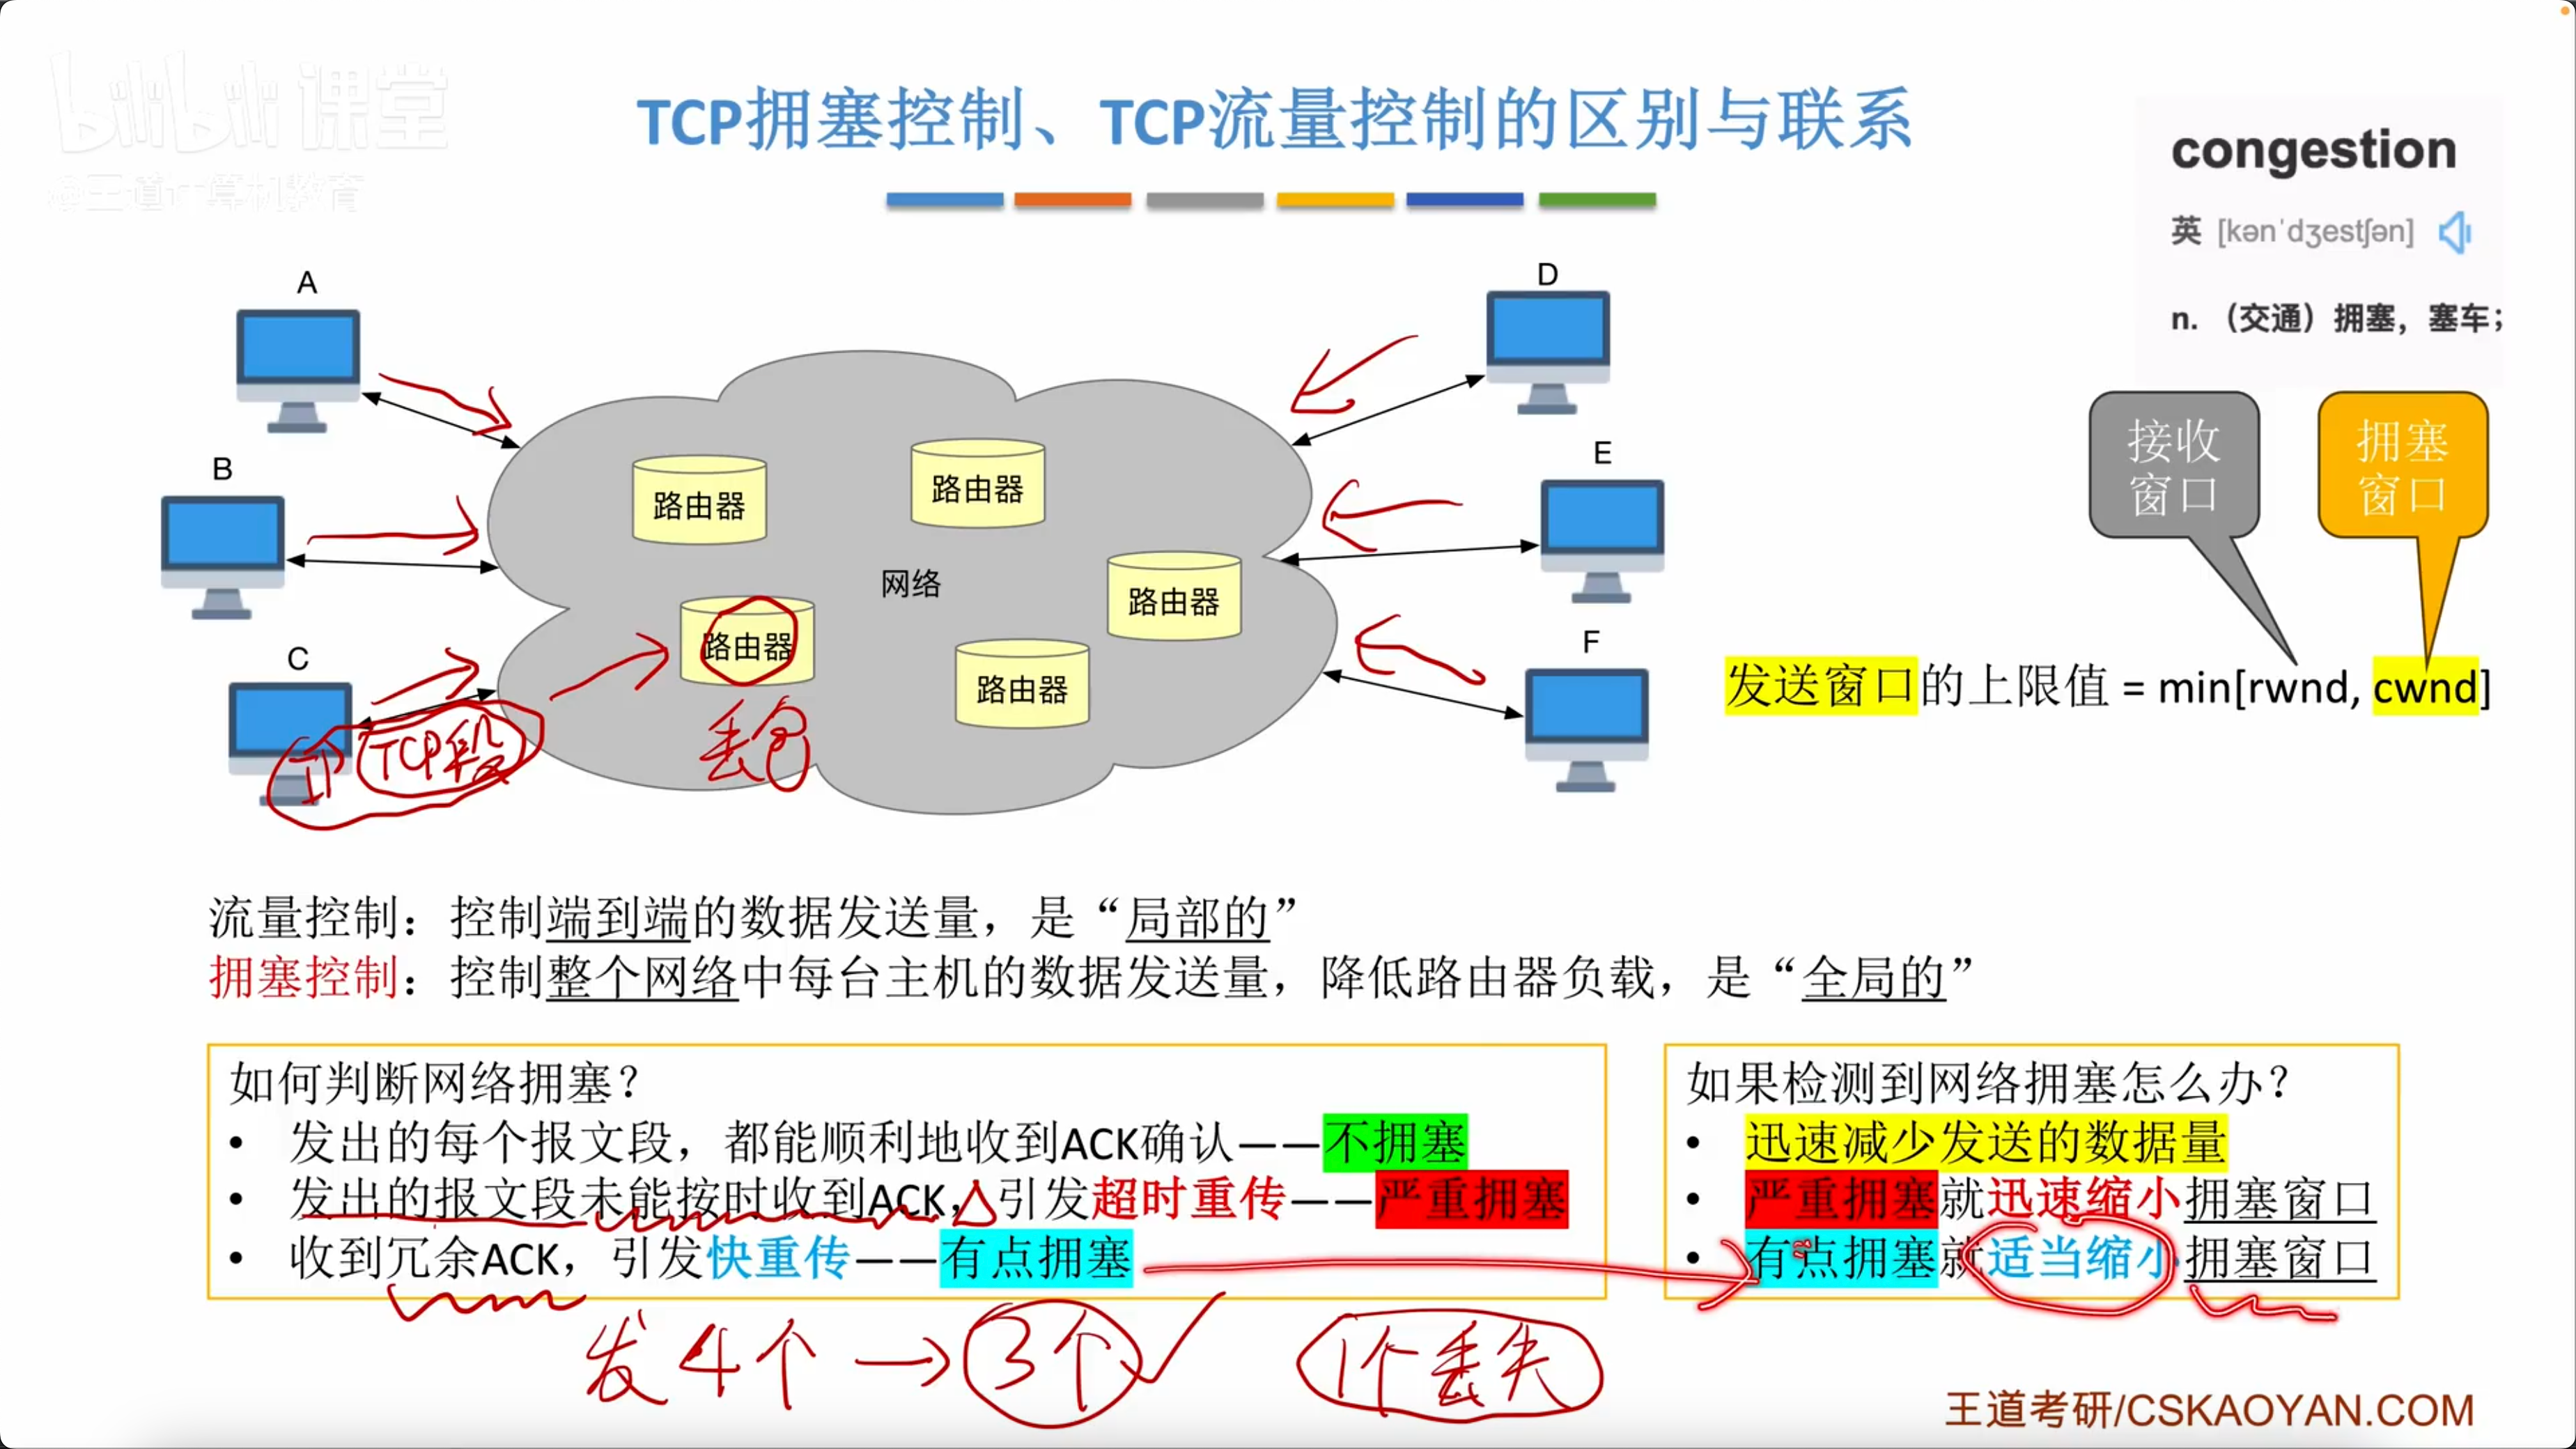 bilibili课堂
@王道计算机教育
TCP拥塞控制、TCP流量控制的区别与联系
congestion
英 [kənˈdʒestʃən]
n. （交通）拥塞，塞车；
A
B
C
D
E
F
路由器
路由器
网络
路由器
路由器
路由器
IP TCP段
丢包
接收
窗口
拥塞
窗口
发送窗口的上限值 = min[rwnd, cwnd]
流量控制：控制端到端的数据发送量，是“局部的”
拥塞控制：控制整个网络中每台主机的数据发送量，降低路由器负载，是“全局的”
如何判断网络拥塞？
• 发出的每个报文段，都能顺利地收到ACK确认——不拥塞
• 发出的报文段未能按时收到ACK，引发超时重传——严重拥塞
• 收到冗余ACK，引发快重传——有点拥塞
如果检测到网络拥塞怎么办？
• 迅速减少发送的数据量
• 严重拥塞就迅速缩小拥塞窗口
• 有点拥塞就适当缩小拥塞窗口
发4个 → 3个✓ 1个丢失
王道考研/CSKAOYAN.COM